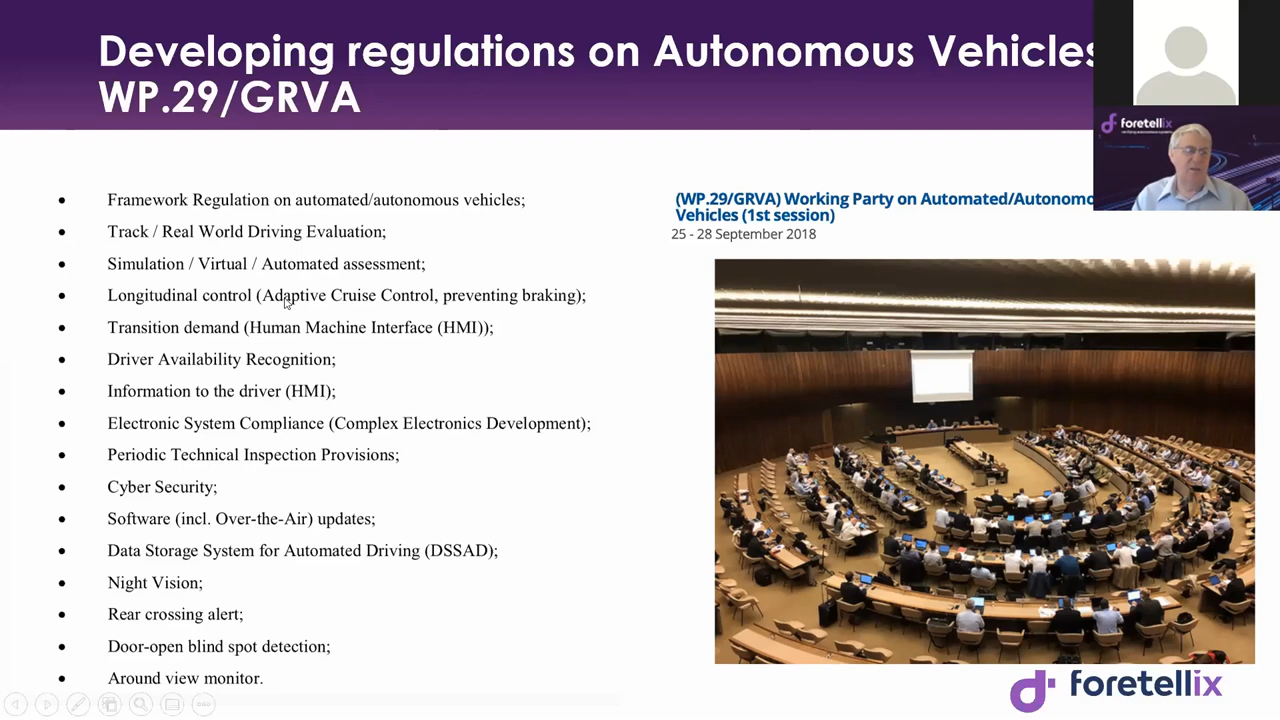 Developing regulations on Autonomous Vehicles
WP.29/GRVA
foretellix
• Framework Regulation on automated/autonomous vehicles;
• Track / Real World Driving Evaluation;
• Simulation / Virtual / Automated assessment;
• Longitudinal control (Adaptive Cruise Control, preventing braking);
• Transition demand (Human Machine Interface (HMI));
• Driver Availability Recognition;
• Information to the driver (HMI);
• Electronic System Compliance (Complex Electronics Development);
• Periodic Technical Inspection Provisions;
• Cyber Security;
• Software (incl. Over-the-Air) updates;
• Data Storage System for Automated Driving (DSSAD);
• Night Vision;
• Rear crossing alert;
• Door-open blind spot detection;
• Around view monitor.
(WP.29/GRVA) Working Party on Automated/Autonomo
Vehicles (1st session)
25 - 28 September 2018
foretellix